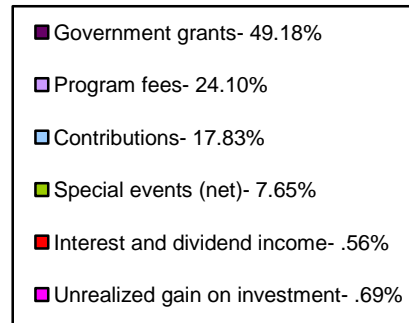 Government grants- 49.18%
Program fees- 24.10%
Contributions- 17.83%
Special events (net)- 7.65%
Interest and dividend income- .56%
Unrealized gain on investment- .69%